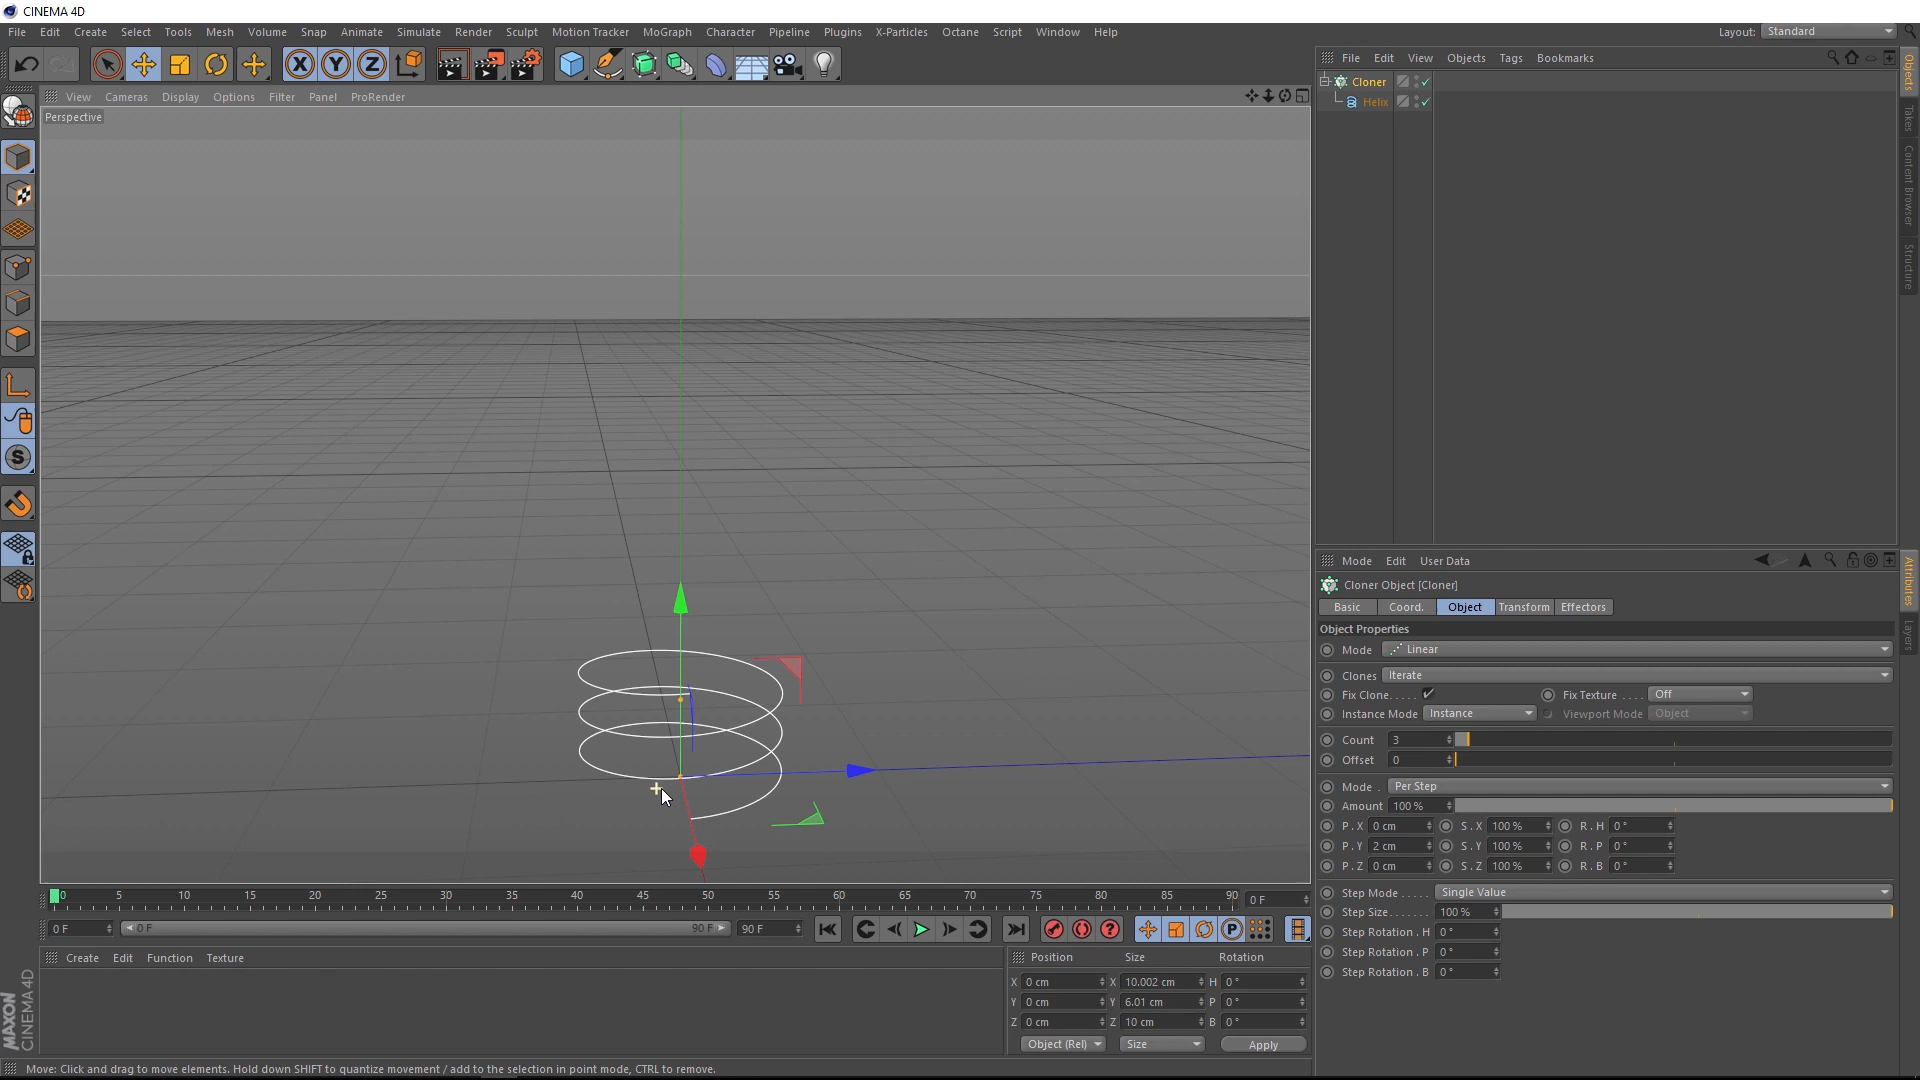 CINEMA 4D
File Edit Create Select Tools Mesh Volume Snap Animate Simulate Render Sculpt Motion Tracker MoGraph Character Pipeline Plugins X-Particles Octane Script Window Help
Layout: Standard
File Edit View Objects Tags Bookmarks
Cloner
Helix
Objects
Takes
Content Browser
Structure
View Cameras Display Options Filter Panel ProRender
Perspective
Mode Edit User Data
Attributes
Layers
Cloner Object [Cloner]
Basic Coord. Object Transform Effectors
Object Properties
Mode Linear
Clones Iterate
Fix Clone..... Fix Texture .... Off
Instance Mode Instance Viewport Mode Object
Count 3
Offset 0
Mode . Per Step
Amount 100 %
P . X 0 cm S . X 100 % R . H 0 °
P . Y 2 cm S . Y 100 % R . P 0 °
P . Z 0 cm S . Z 100 % R . B 0 °
Step Mode ..... Single Value
Step Size....... 100 %
Step Rotation . H 0 °
Step Rotation . P 0 °
Step Rotation . B 0 °
0 5 10 15 20 25 30 35 40 45 50 55 60 65 70 75 80 85 90 0 F
0 F 0 F 90 F 90 F
Create Edit Function Texture
Position Size Rotation
X 0 cm X 10.002 cm H 0 °
Y 0 cm Y 6.01 cm P 0 °
Z 0 cm Z 10 cm B 0 °
Object (Rel) Size Apply
MAXON CINEMA 4D
Move: Click and drag to move elements. Hold down SHIFT to quantize movement / add to the selection in point mode, CTRL to remove.